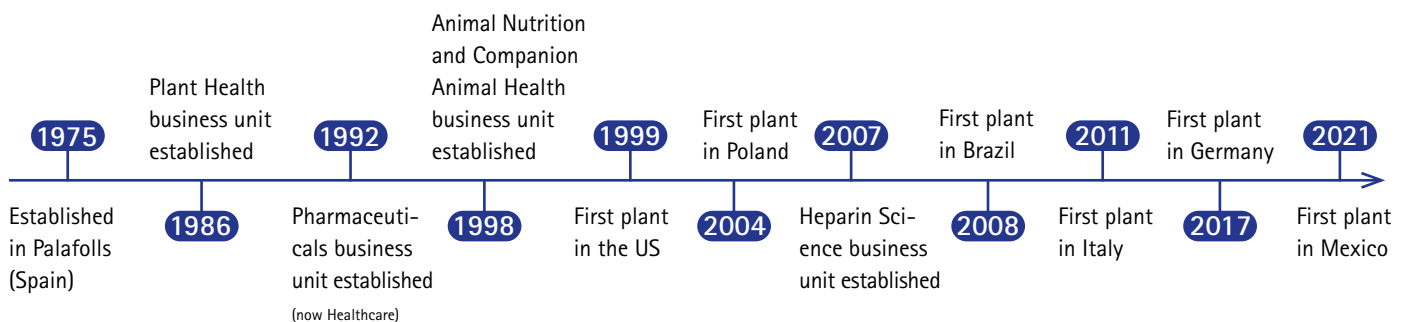 1975
Established
in Palafolls
(Spain)
Plant Health
business unit
established
1986
1992
Pharmaceuti-
cals business
unit established
(now Healthcare)
Animal Nutrition
and Companion
Animal Health
business unit
established
1998
1999
First plant
in the US
First plant
in Poland
2004
2007
Heparin Sci-
ence business
unit established
First plant
in Brazil
2008
2011
First plant
in Italy
First plant
in Germany
2017
2021
First plant
in Mexico